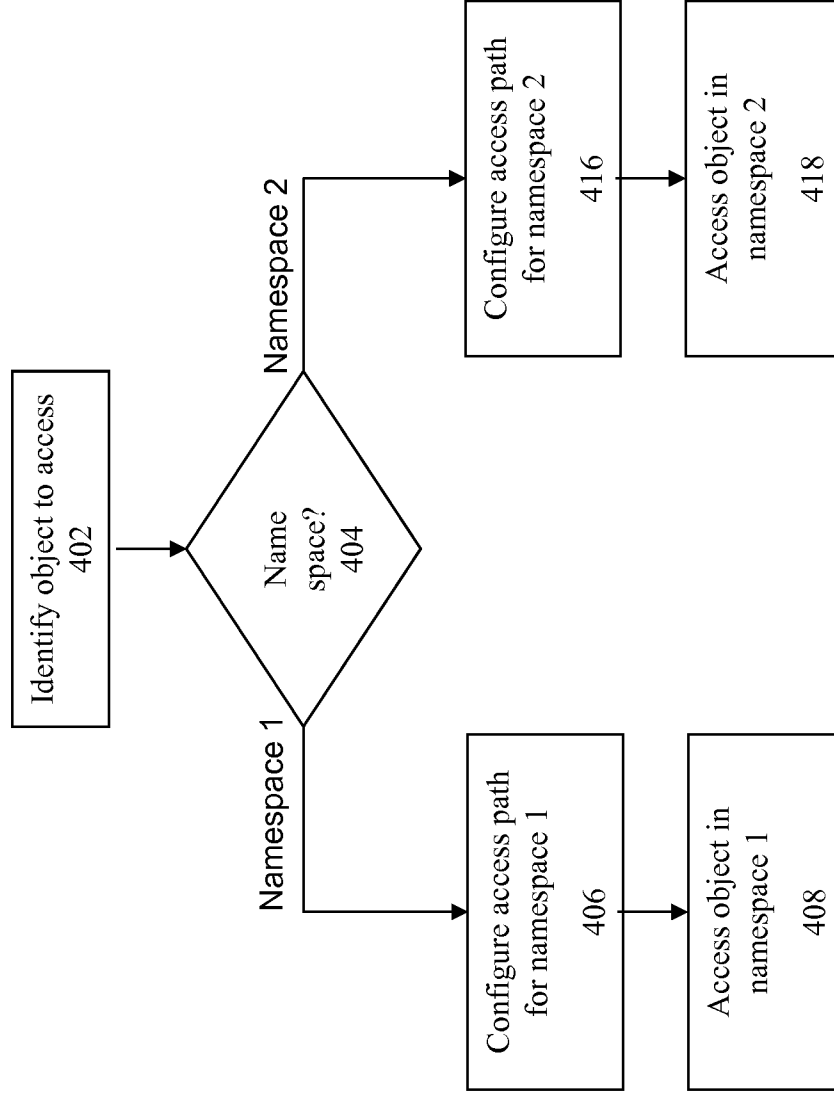 Identify object to access
402
Name
space?
404
Namespace 1
Namespace 2
Configure access path
for namespace 1
406
Configure access path
for namespace 2
416
Access object in
namespace 1
408
Access object in
namespace 2
418